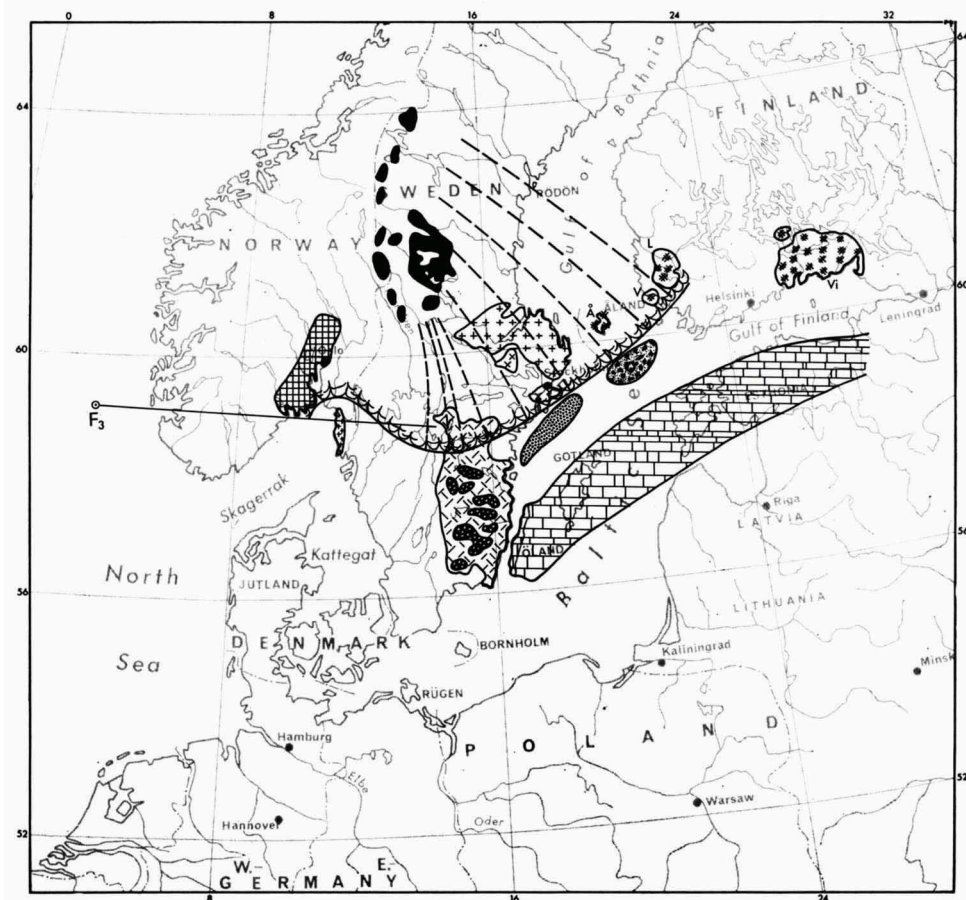 0 8 16 24 32
64
64
FINLAND
Gulf of Bothnia
WEDEN
RÖDÖN
NORWAY
L
V
Vi
60
Å
ÅLAND
Helsinki
Leningrad
Gulf of Finland
60
F₃
GOTLAND
Skagerrak
Riga
LATVIA
Kattegat
ÖLAND
North
JUTLAND
56
LITHUANIA
DENMARK
BORNHOLM
Kaliningrad
Sea
Minsk
RÜGEN
POLAND
Hamburg
Elbe
52
Warsaw
Hannover
Oder
52
W.- E.-
GERMANY
8 16 24